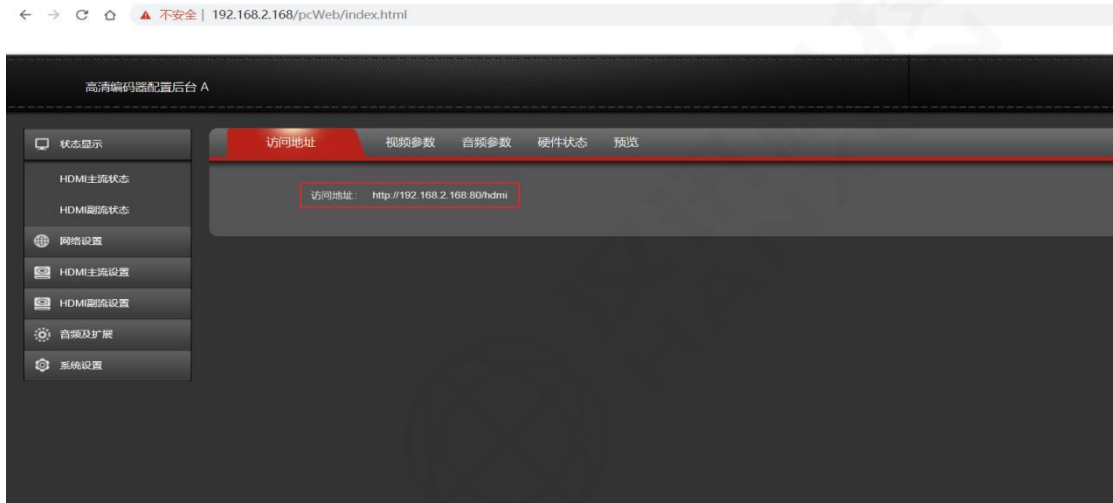 不安全 | 192.168.2.168/pcWeb/index.html
高清编码器配置后台 A
状态显示
HDMI主流状态
HDMI副流状态
网络设置
HDMI主流设置
HDMI副流设置
音频及扩展
系统设置
访问地址 视频参数 音频参数 硬件状态 预览
访问地址: http://192.168.2.168:80/hdmi